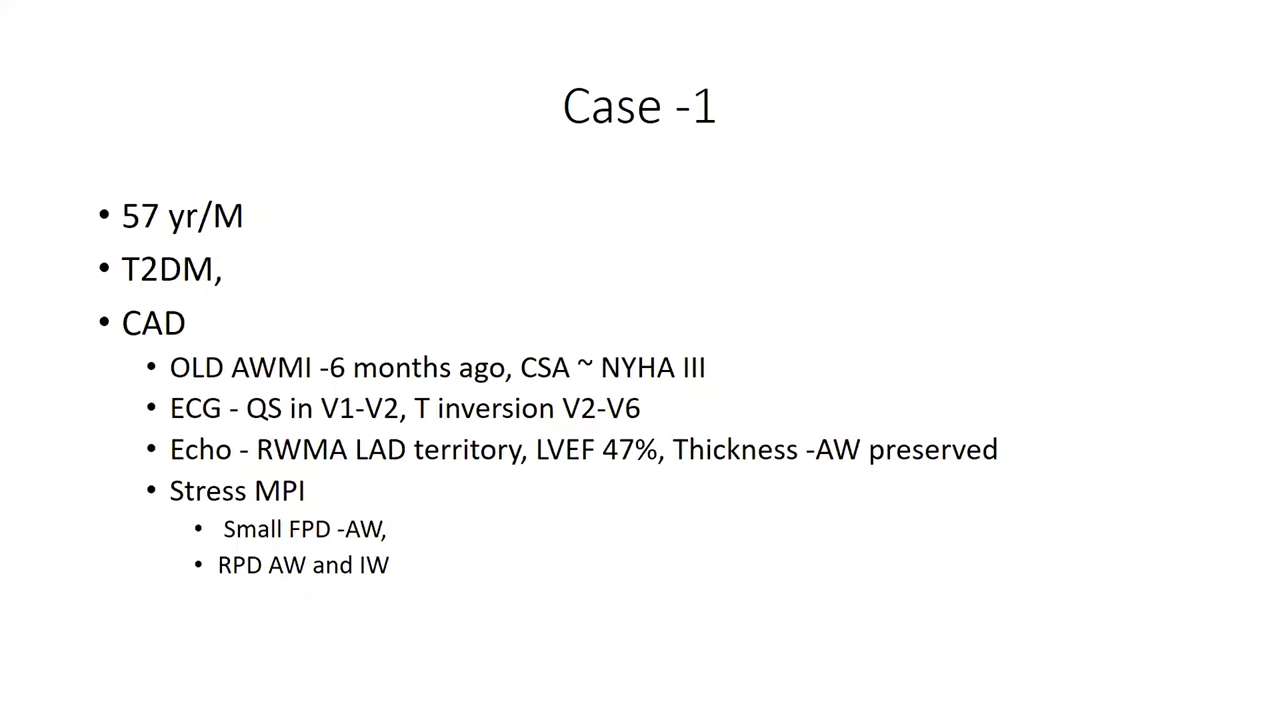 Case -1
• 57 yr/M
• T2DM,
• CAD
• OLD AWMI -6 months ago, CSA ~ NYHA III
• ECG - QS in V1-V2, T inversion V2-V6
• Echo - RWMA LAD territory, LVEF 47%, Thickness -AW preserved
• Stress MPI
• Small FPD -AW,
• RPD AW and IW